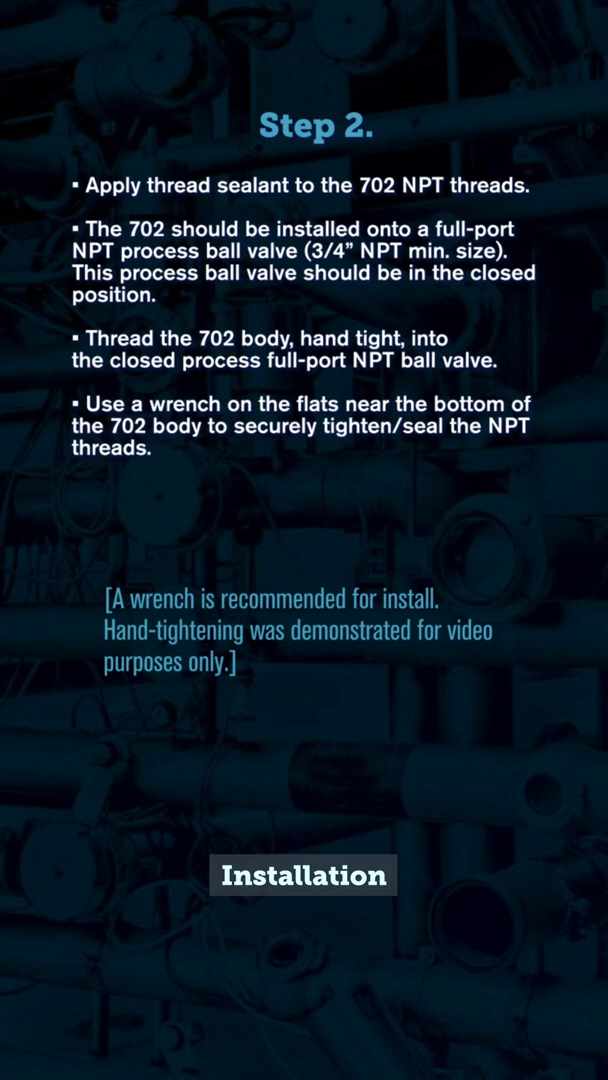 Step 2.
▪ Apply thread sealant to the 702 NPT threads.
▪ The 702 should be installed onto a full-port
NPT process ball valve (3/4” NPT min. size).
This process ball valve should be in the closed
position.
▪ Thread the 702 body, hand tight, into
the closed process full-port NPT ball valve.
▪ Use a wrench on the flats near the bottom of
the 702 body to securely tighten/seal the NPT
threads.
[A wrench is recommended for install.
Hand-tightening was demonstrated for video
purposes only.]
Installation